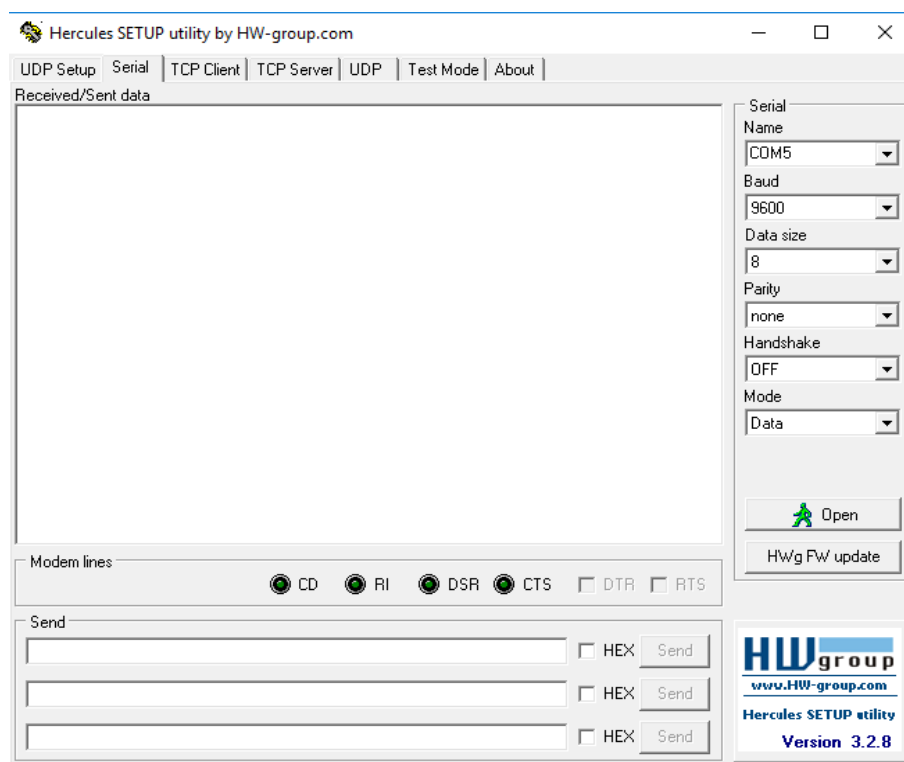 Hercules SETUP utility by HW-group.com
UDP Setup Serial TCP Client TCP Server UDP Test Mode About
Received/Sent data
Serial
Name
COM5
Baud
9600
Data size
8
Parity
none
Handshake
OFF
Mode
Data
Open
HWg FW update
Modem lines
CD RI DSR CTS DTR RTS
Send
HEX Send
HEX Send
HEX Send
HWgroup
www.HW-group.com
Hercules SETUP utility
Version 3.2.8